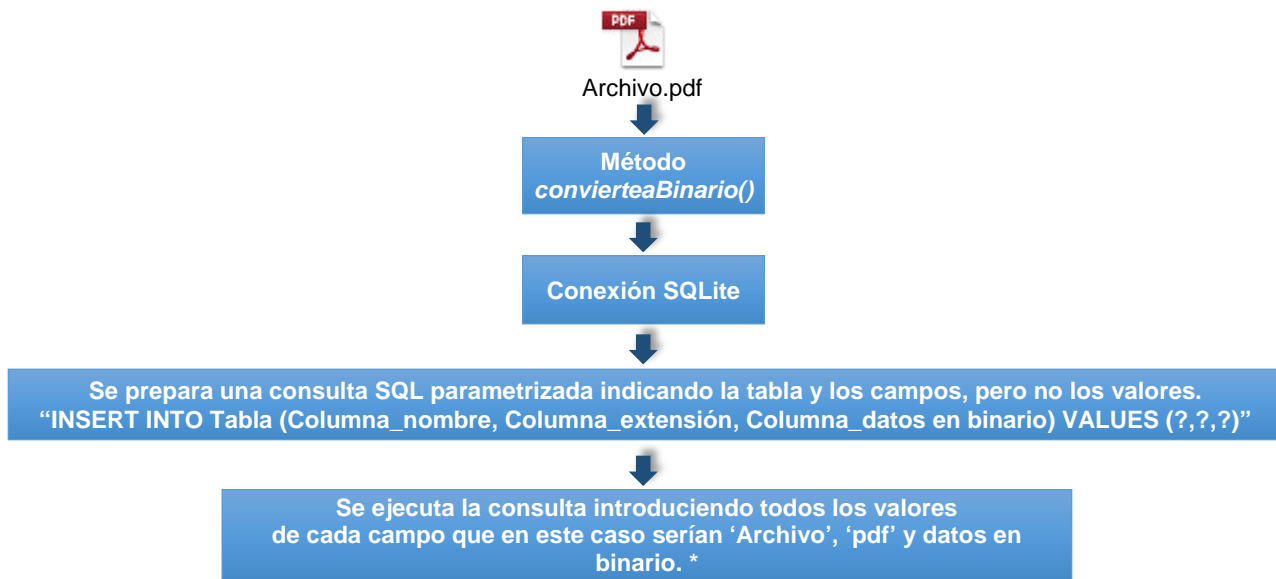 PDF
Archivo.pdf
Método
convierteaBinario()
Conexión SQLite
Se prepara una consulta SQL parametrizada indicando la tabla y los campos, pero no los valores.
“INSERT INTO Tabla (Columna_nombre, Columna_extensión, Columna_datos en binario) VALUES (?,?,?)”
Se ejecuta la consulta introduciendo todos los valores
de cada campo que en este caso serían ‘Archivo’, ‘pdf’ y datos en
binario. *